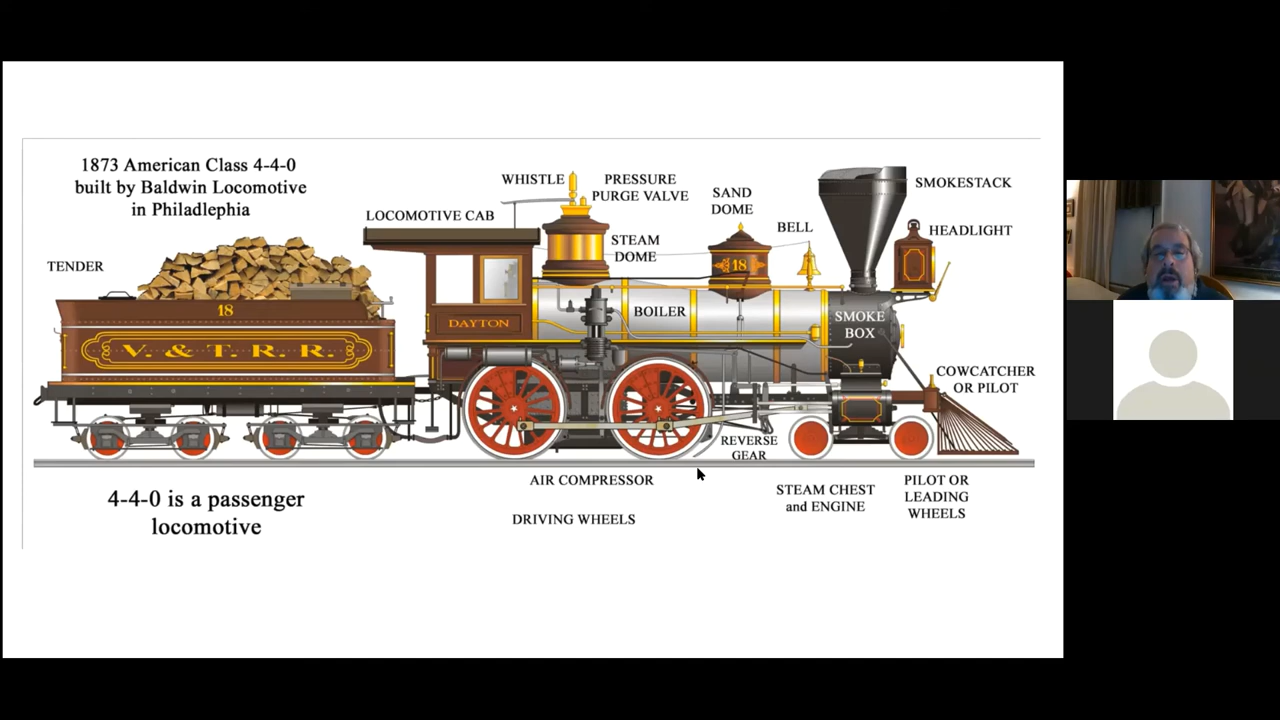 1873 American Class 4-4-0
built by Baldwin Locomotive
in Philadlephia
TENDER
18
V. & T. R. R.
4-4-0 is a passenger
locomotive
LOCOMOTIVE CAB
DAYTON
WHISTLE
PRESSURE
PURGE VALVE
STEAM
DOME
SAND
DOME
18
BELL
SMOKESTACK
HEADLIGHT
BOILER
SMOKE
BOX
COWCATCHER
OR PILOT
REVERSE
GEAR
AIR COMPRESSOR
DRIVING WHEELS
STEAM CHEST
and ENGINE
PILOT OR
LEADING
WHEELS